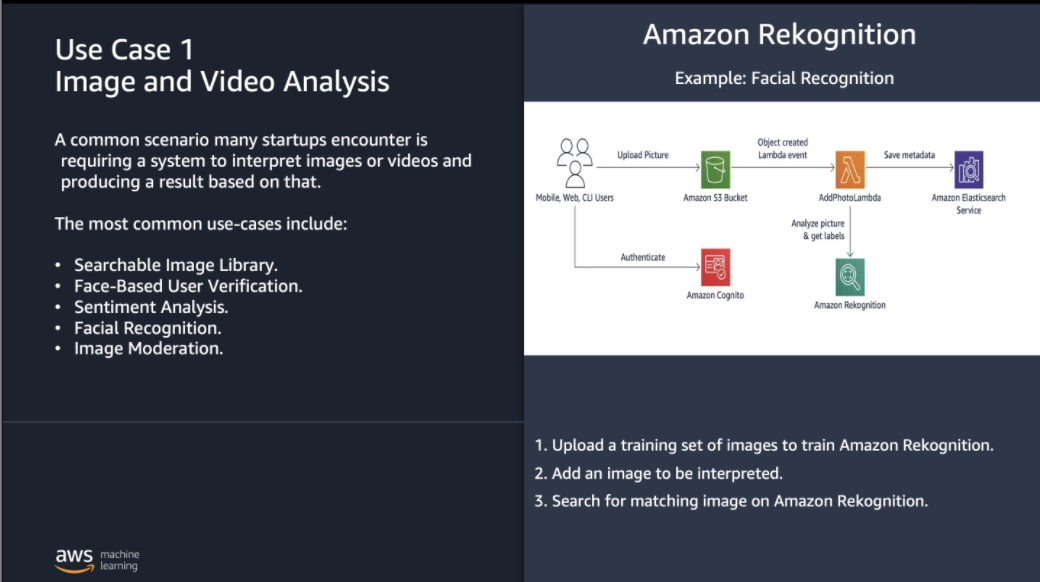 Use Case 1
Image and Video Analysis
A common scenario many startups encounter is
requiring a system to interpret images or videos and
producing a result based on that.
The most common use-cases include:
• Searchable Image Library.
• Face-Based User Verification.
• Sentiment Analysis.
• Facial Recognition.
• Image Moderation.
aws machine
learning
Amazon Rekognition
Example: Facial Recognition
Upload Picture
Object created
Lambda event
Save metadata
Mobile, Web, CLI Users
Amazon S3 Bucket
AddPhotoLambda
Amazon Elasticsearch
Service
Analyze picture
& get labels
Authenticate
Amazon Cognito
Amazon Rekognition
1. Upload a training set of images to train Amazon Rekognition.
2. Add an image to be interpreted.
3. Search for matching image on Amazon Rekognition.